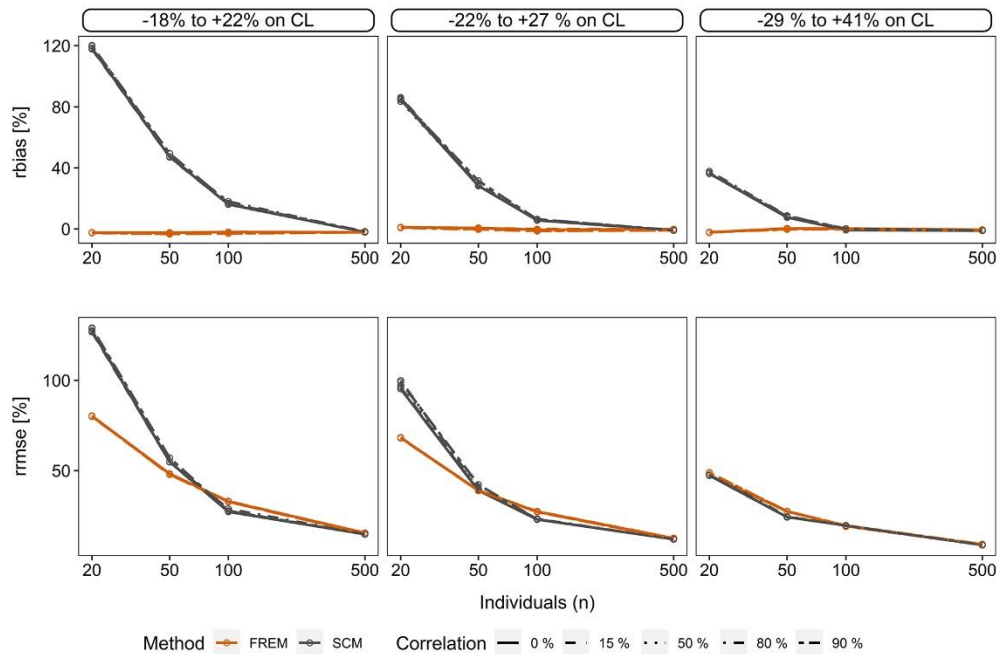 -18% to +22% on CL
-22% to +27 % on CL
-29 % to +41% on CL
rbias [%]
120
80
40
0
20 50 100 500
20 50 100 500
20 50 100 500
rrmse [%]
100
50
20 50 100 500
20 50 100 500
20 50 100 500
Individuals (n)
Method FREM SCM Correlation 0 % 15 % 50 % 80 % 90 %